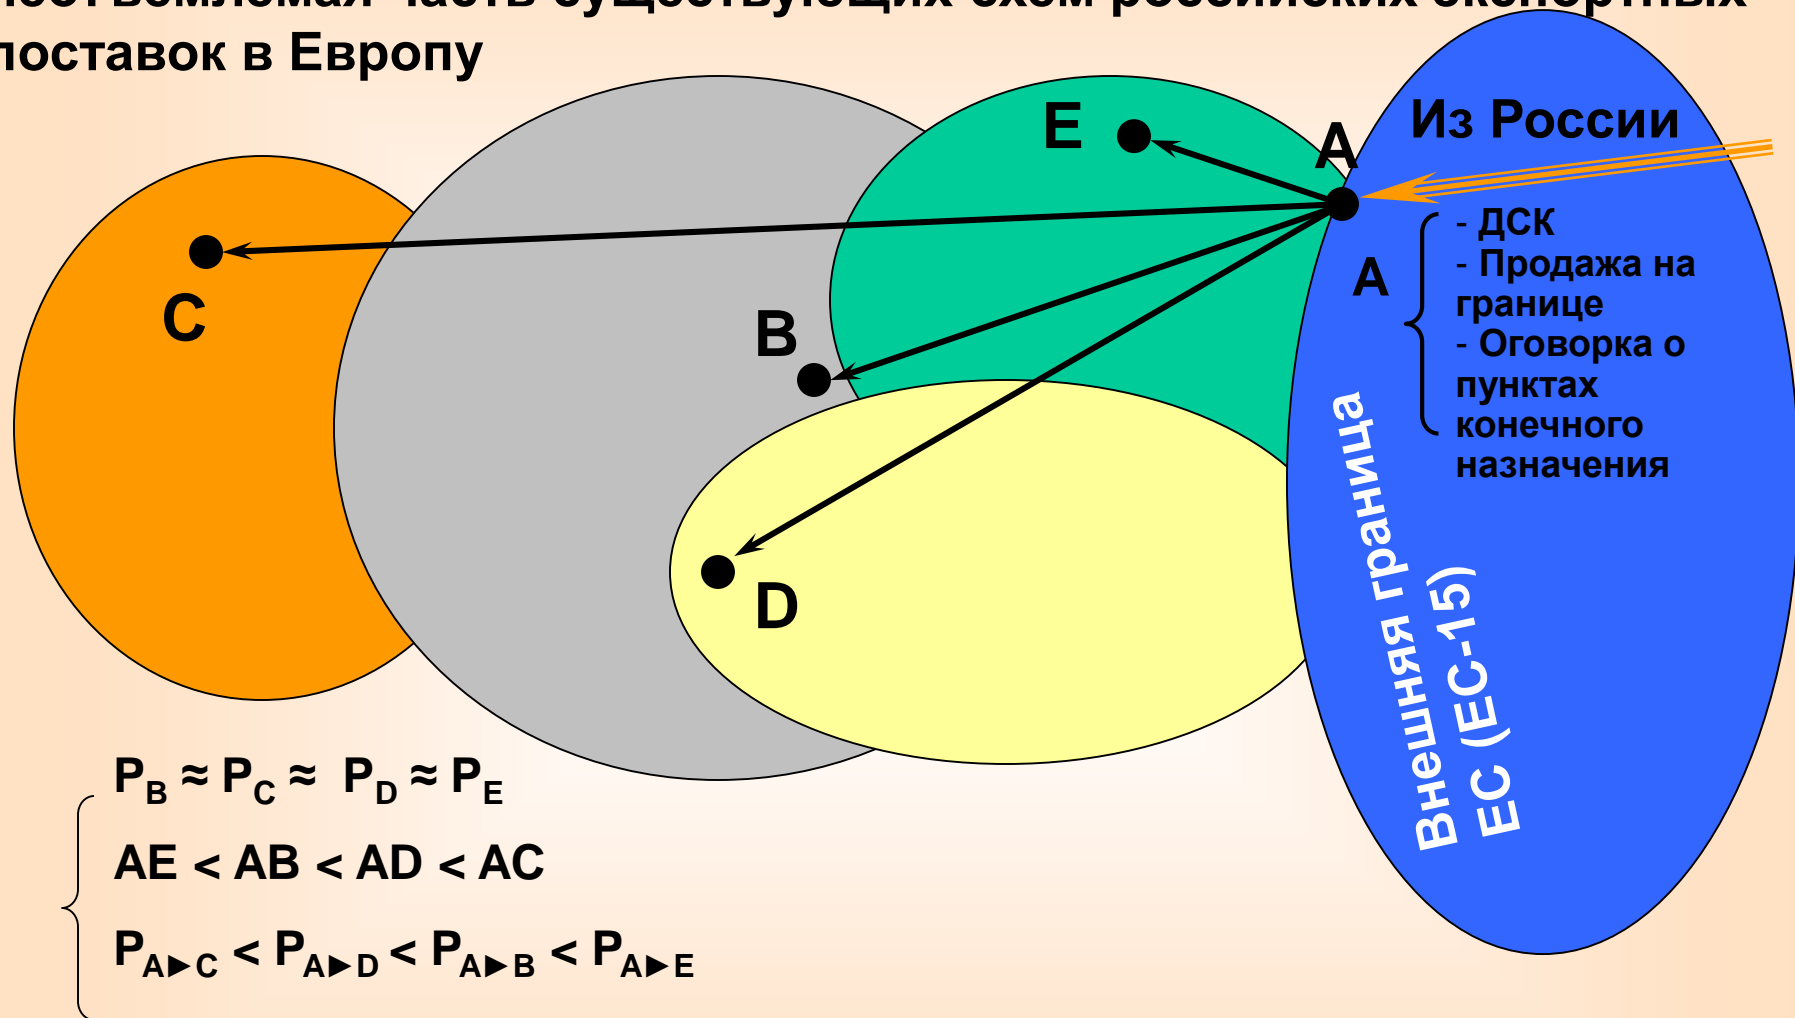 поставок в Европу
E
A
Из России
C
B
A
- ДСК
- Продажа на
границе
- Оговорка о
пунктах
конечного
назначения
D
Внешняя граница
ЕС (ЕС-15)
P_B ≈ P_C ≈ P_D ≈ P_E
AE < AB < AD < AC
P_A►C < P_A►D < P_A►B < P_A►E